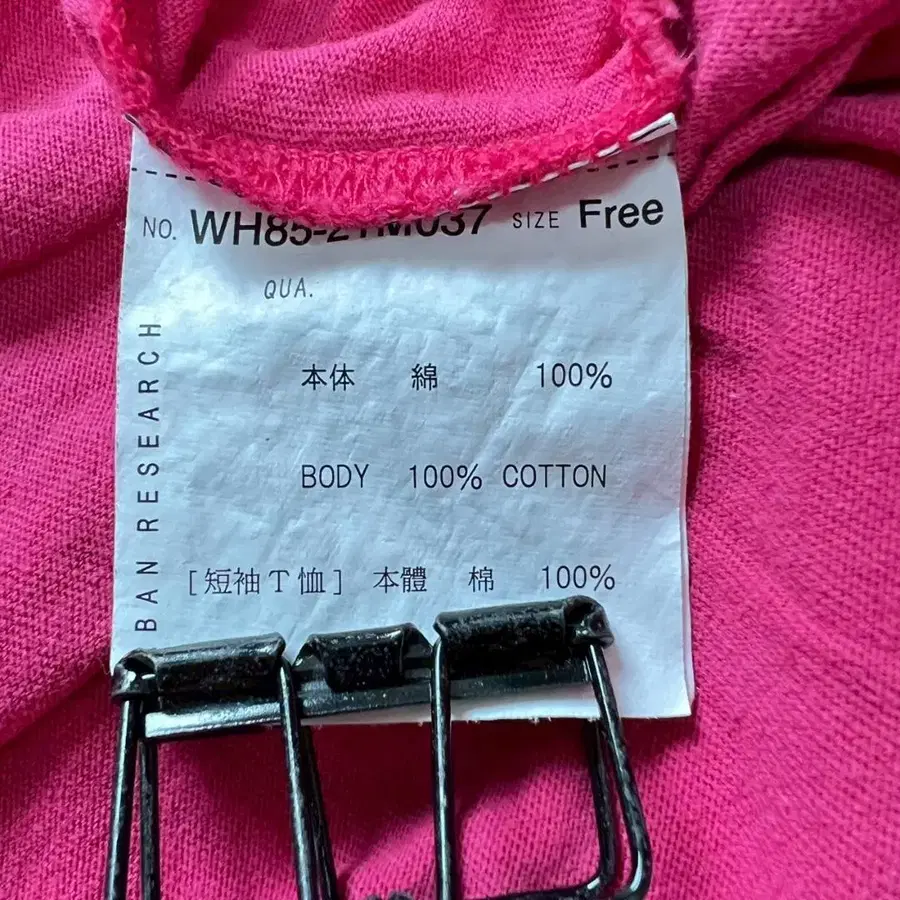 NO. WH85-21M037 SIZE Free
QUA.
BAN RESEARCH
本体 綿 100%
BODY 100% COTTON
[短袖T恤] 本體 棉 100%